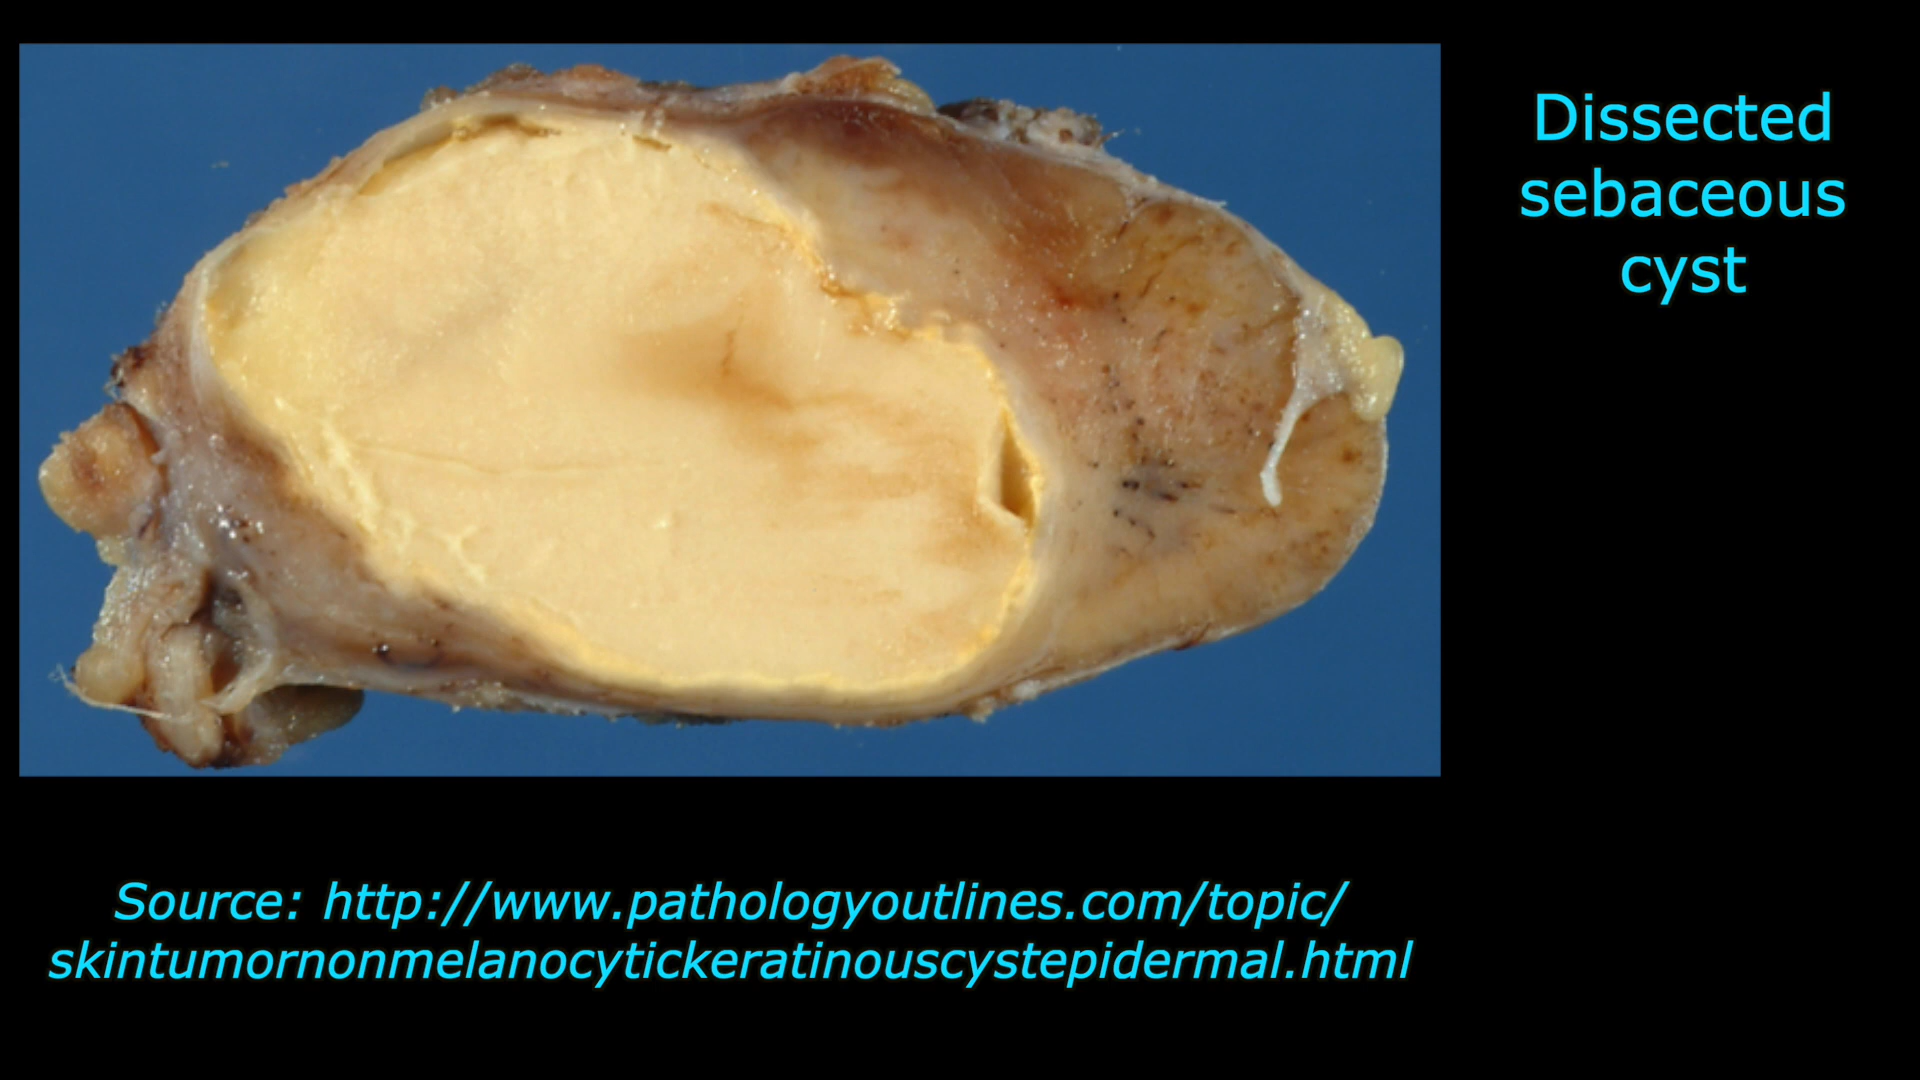 Dissected
sebaceous
cyst
Source: http://www.pathologyoutlines.com/topic/
skintumornonmelanocytickeratinouscystepidermal.html